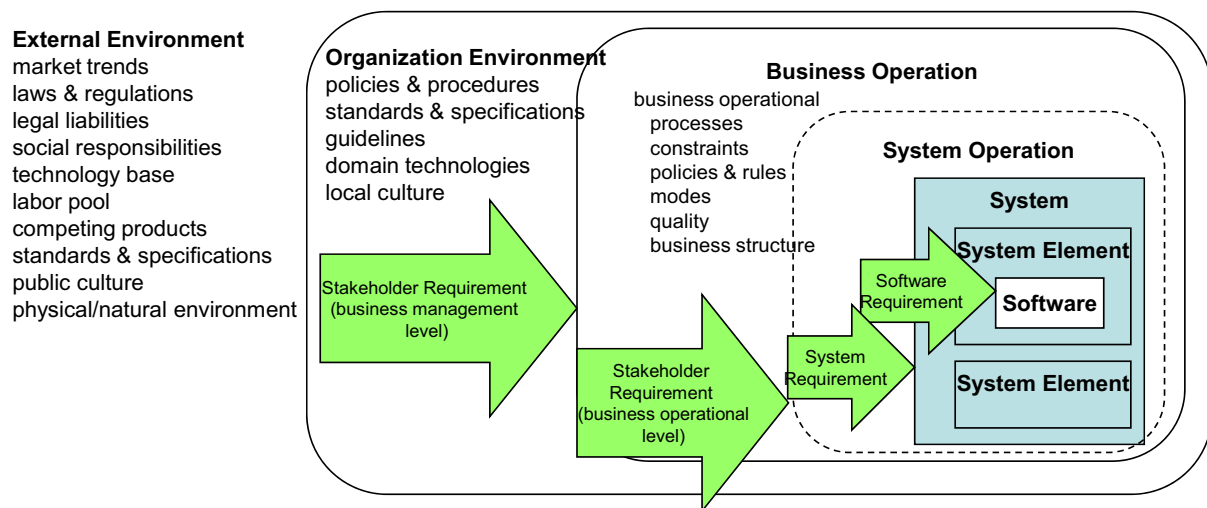 External Environment
market trends
laws & regulations
legal liabilities
social responsibilities
technology base
labor pool
competing products
standards & specifications
public culture
physical/natural environment
Organization Environment
policies & procedures
standards & specifications
guidelines
domain technologies
local culture
Stakeholder Requirement
(business management
level)
Business Operation
business operational
processes
constraints
policies & rules
modes
quality
business structure
Stakeholder
Requirement
(business operational
level)
System Operation
System
Requirement
Software
Requirement
System
System Element
Software
System Element